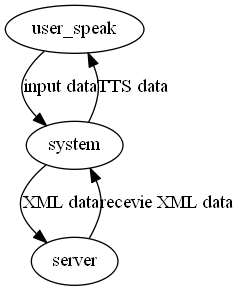 user_speak
input data
TTS data
system
XML data
recevie XML data
server